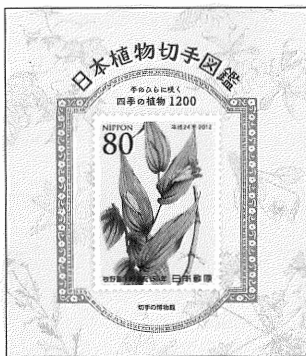 日本植物切手図鑑
手のひらに咲く
四季の植物 1200
NIPPON
平成24年 2012
80
日本郵便
切手の博物館